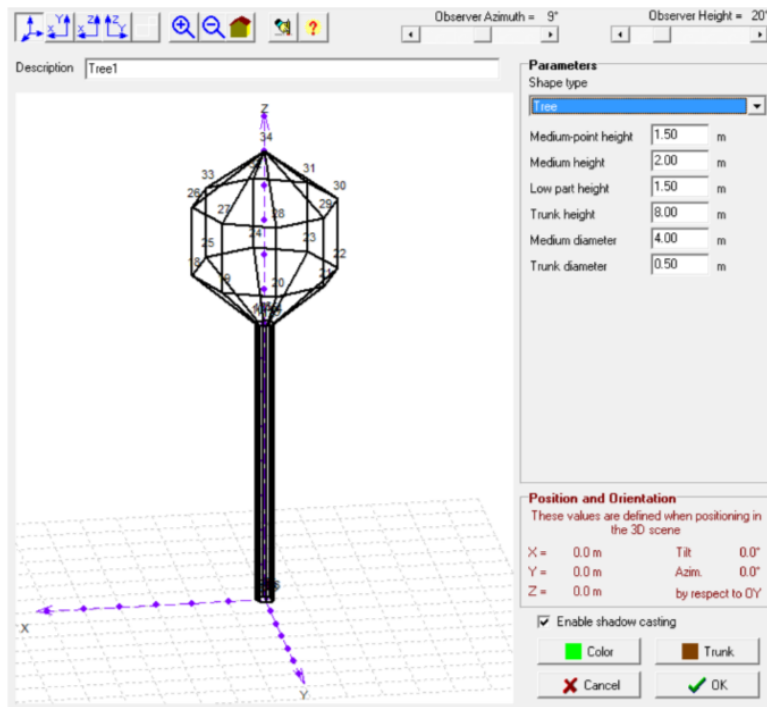 Observer Azimuth = 9°
Observer Height = 20°
Description Tree1
Parameters
Shape type
Tree
Medium-point height 1.50 m
Medium height 2.00 m
Low part height 1.50 m
Trunk height 8.00 m
Medium diameter 4.00 m
Trunk diameter 0.50 m
Z
34
31
33
30
26
27
28
29
24
25
23
22
18
20
21
X
Y
Position and Orientation
These values are defined when positioning in
the 3D scene
X = 0.0 m Tilt 0.0°
Y = 0.0 m Azim. 0.0°
Z = 0.0 m by respect to O'Y
Enable shadow casting
Color Trunk
Cancel OK